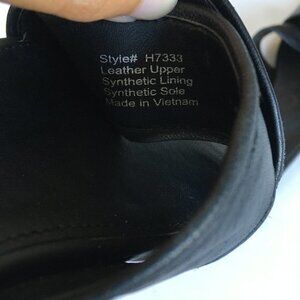 Style# H7333
Leather Upper
Synthetic Lining
Synthetic Sole
Made in Vietnam